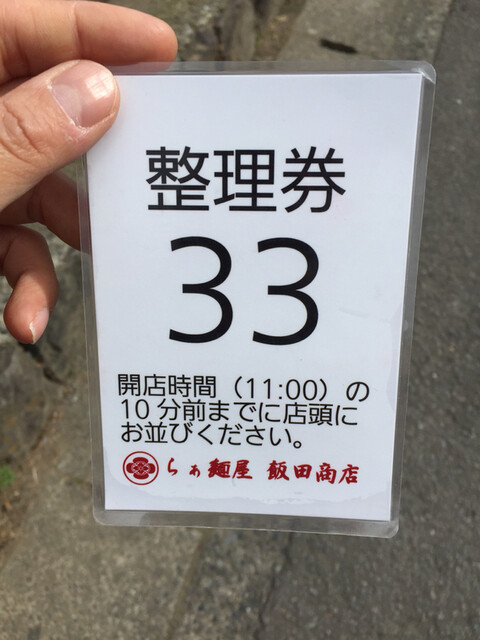 整理券
33
開店時間（11:00）の
10分前までに店頭に
お並びください。
らぁ麺屋 飯田商店